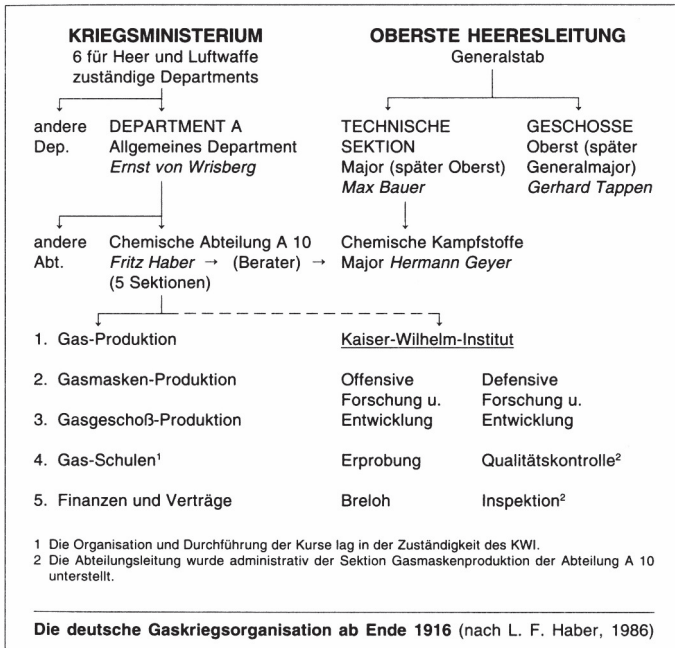 KRIEGSMINISTERIUM
6 für Heer und Luftwaffe
zuständige Departments
OBERSTE HEERESLEITUNG
Generalstab
andere
Dep.
DEPARTMENT A
Allgemeines Department
Ernst von Wrisberg
TECHNISCHE
SEKTION
Major (später Oberst)
Max Bauer
GESCHOSSE
Oberst (später
Generalmajor)
Gerhard Tappen
andere
Abt.
Chemische Abteilung A 10
Fritz Haber → (Berater) →
(5 Sektionen)
Chemische Kampfstoffe
Major Hermann Geyer
1. Gas-Produktion
2. Gasmasken-Produktion
3. Gasgeschoß-Produktion
4. Gas-Schulen¹
5. Finanzen und Verträge
Kaiser-Wilhelm-Institut
Offensive
Forschung u.
Entwicklung
Erprobung
Breloh
Defensive
Forschung u.
Entwicklung
Qualitätskontrolle²
Inspektion²
1 Die Organisation und Durchführung der Kurse lag in der Zuständigkeit des KWI.
2 Die Abteilungsleitung wurde administrativ der Sektion Gasmaskenproduktion der Abteilung A 10
unterstellt.
Die deutsche Gaskriegsorganisation ab Ende 1916 (nach L. F. Haber, 1986)